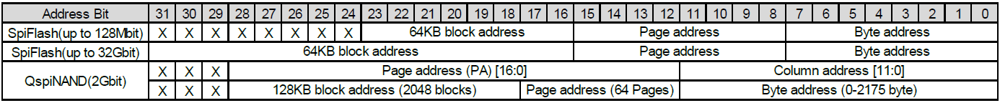 Address Bit 31 30 29 28 27 26 25 24 23 22 21 20 19 18 17 16 15 14 13 12 11 10 9 8 7 6 5 4 3 2 1 0
SpiFlash(up to 128Mbit) X X X X X X X X 64KB block address Page address Byte address
SpiFlash(up to 32Gbit) 64KB block address Page address Byte address
QspiNAND(2Gbit) X X X Page address (PA) [16:0] Column address [11:0]
X X X 128KB block address (2048 blocks) Page address (64 Pages) Byte address (0-2175 byte)